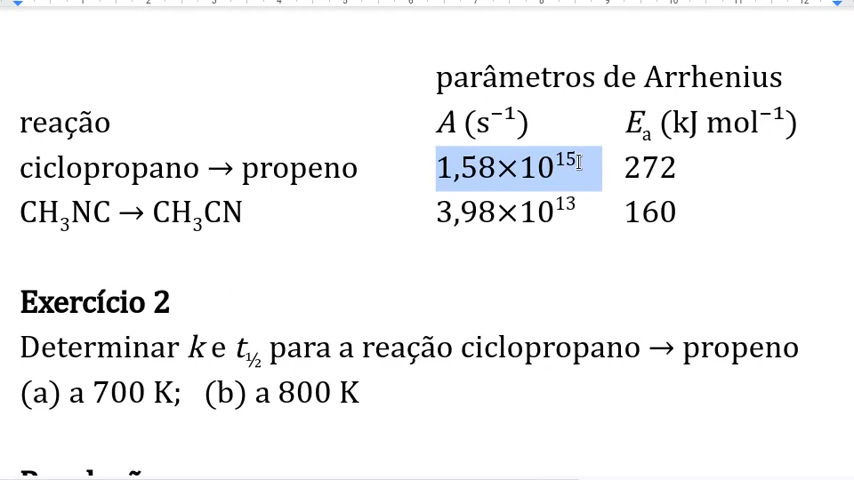 parâmetros de Arrhenius
reação A (s⁻¹) Eₐ (kJ mol⁻¹)
ciclopropano → propeno 1,58×10¹⁵ 272
CH₃NC → CH₃CN 3,98×10¹³ 160
Exercício 2
Determinar k e t½ para a reação ciclopropano → propeno
(a) a 700 K; (b) a 800 K